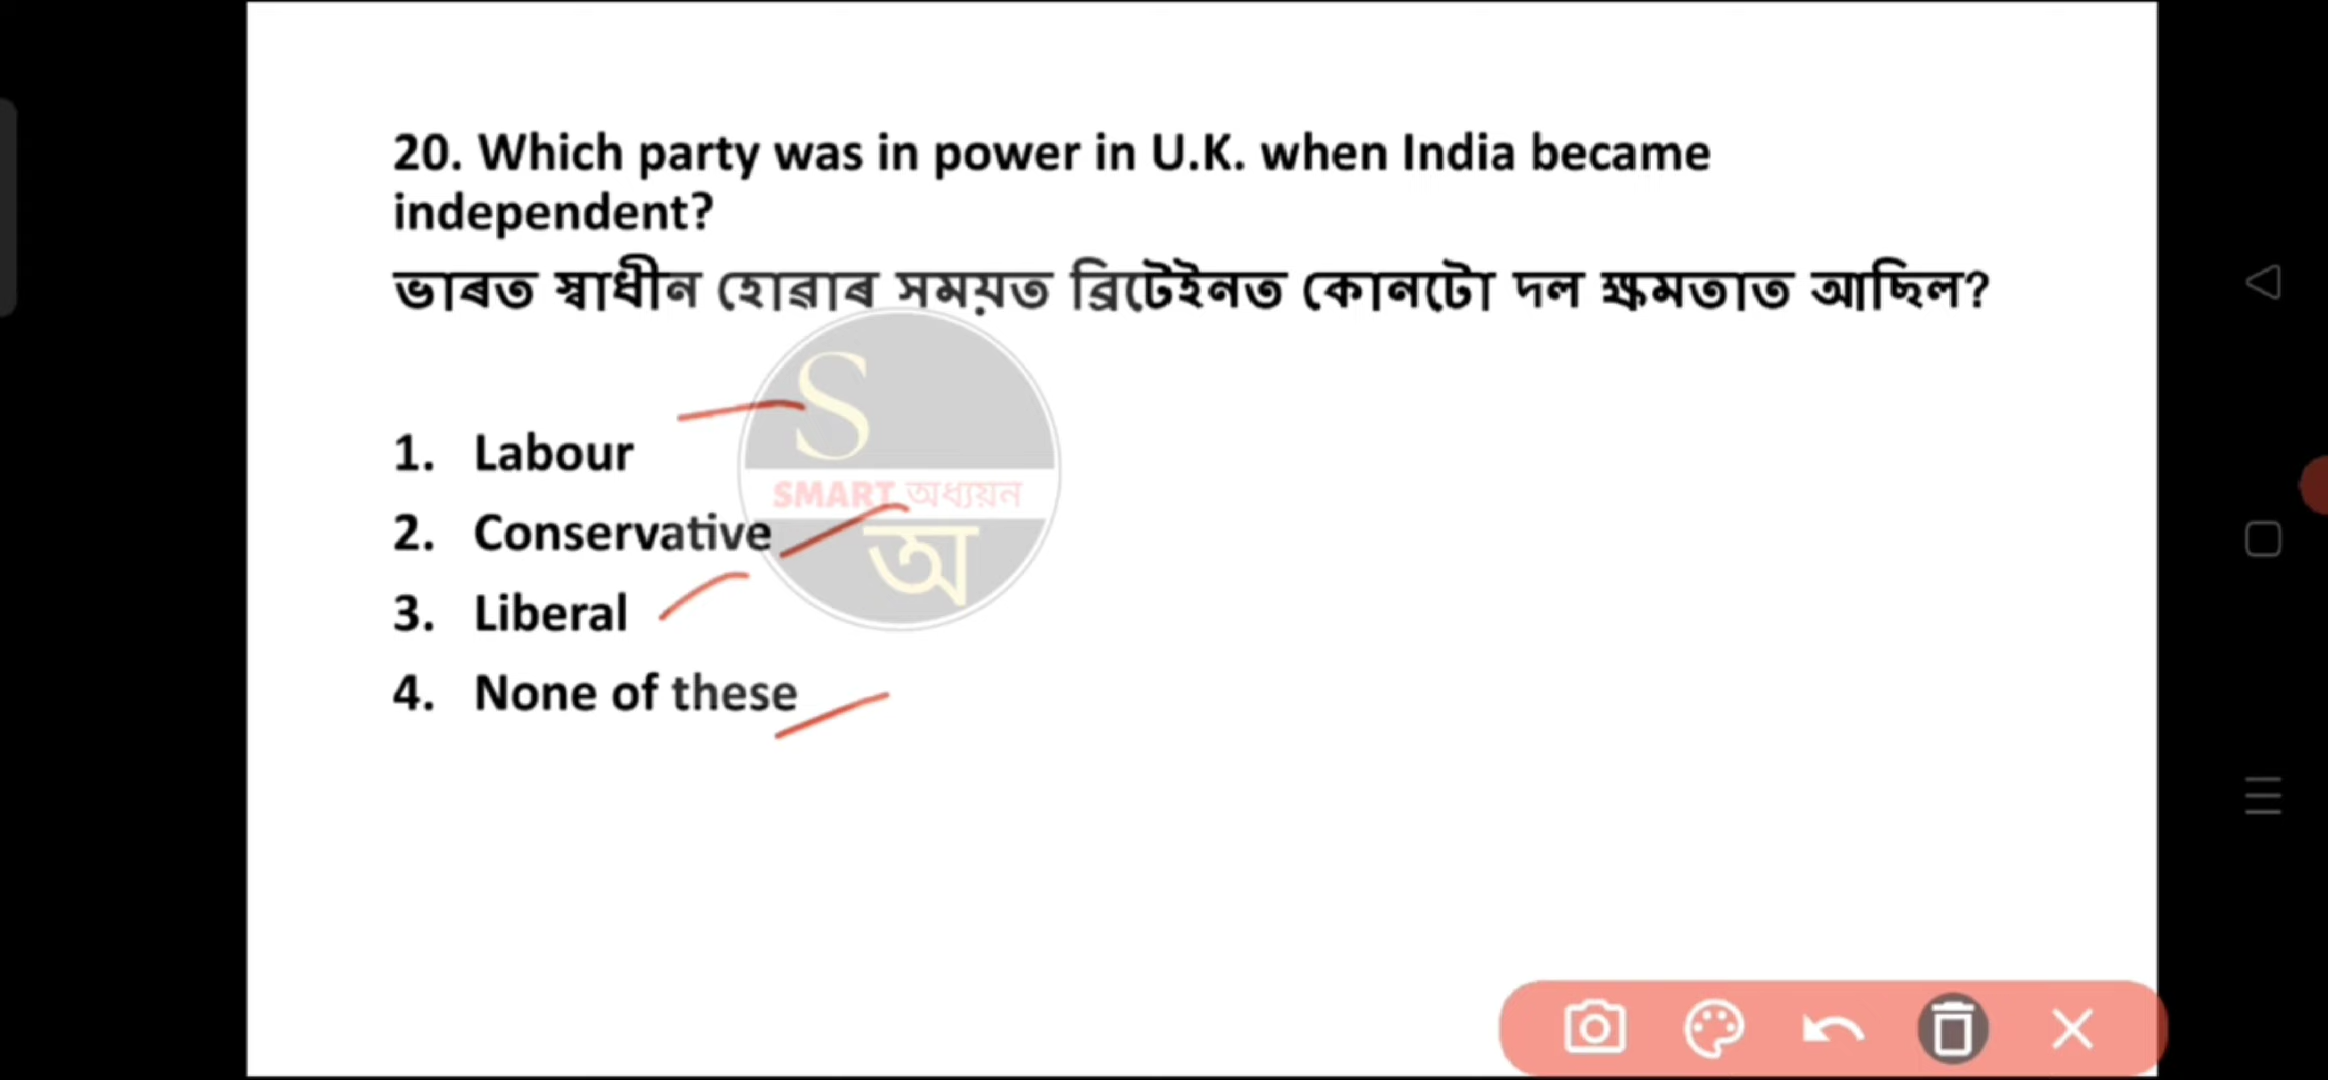 20. Which party was in power in U.K. when India became
independent?
ভাৰত স্বাধীন হোৱাৰ সময়ত ব্ৰিটেইনত কোনটো দল ক্ষমতাত আছিল?
S
1. Labour
SMART অধ্যয়ন
2. Conservative
অ
3. Liberal
4. None of these